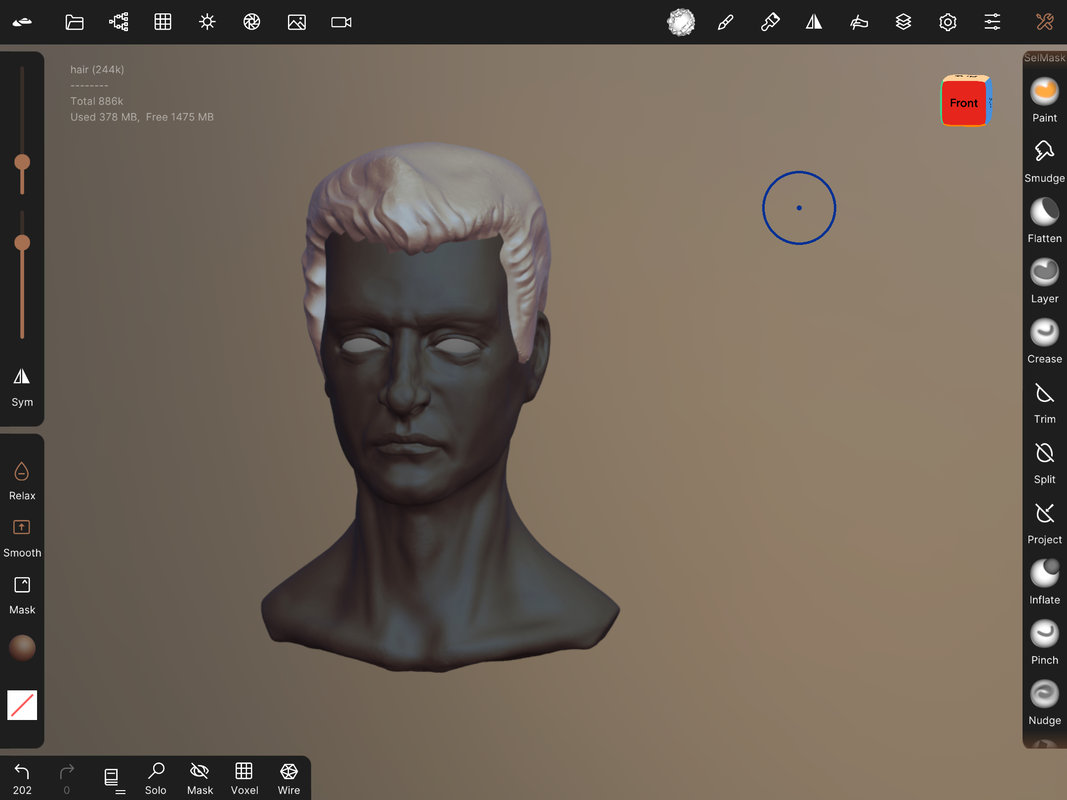 hair (244k)
--------
Total 886k
Used 378 MB, Free 1475 MB
Front
SelMask
Paint
Smudge
Flatten
Layer
Crease
Trim
Split
Project
Inflate
Pinch
Nudge
Sym
Relax
Smooth
Mask
202
0
Solo
Mask
Voxel
Wire